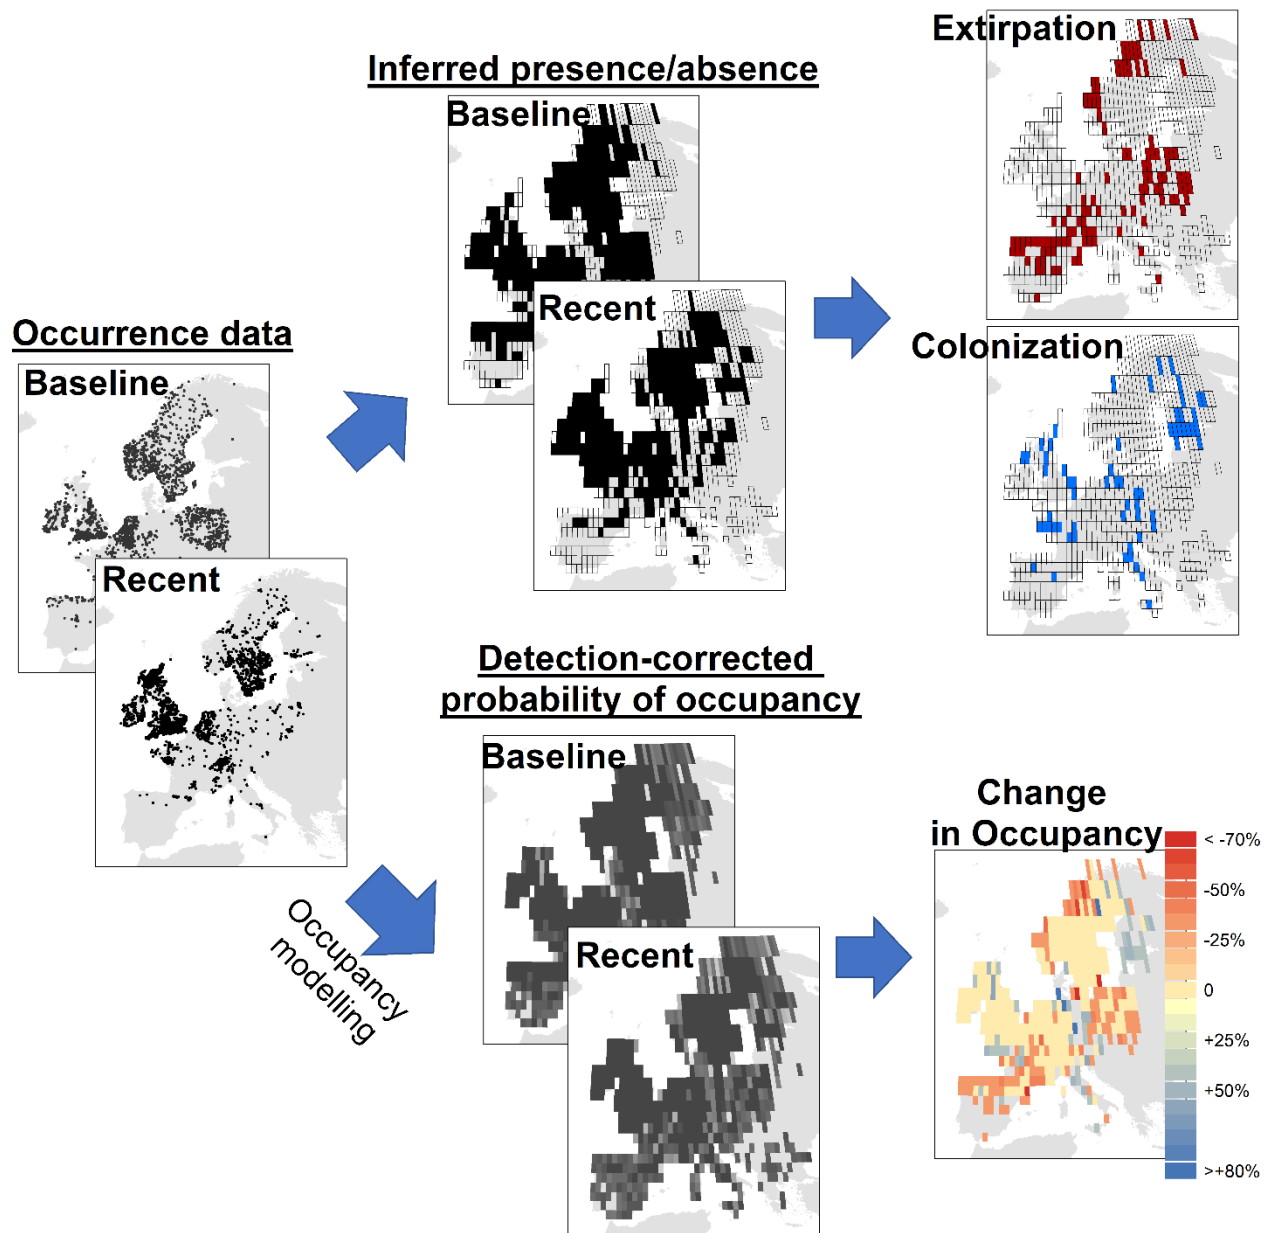 Occurrence data
Baseline
Recent
Inferred presence/absence
Baseline
Recent
Extirpation
Colonization
Occupancy
modelling
Detection-corrected
probability of occupancy
Baseline
Recent
Change
in Occupancy
< -70%
-50%
-25%
0
+25%
+50%
>+80%